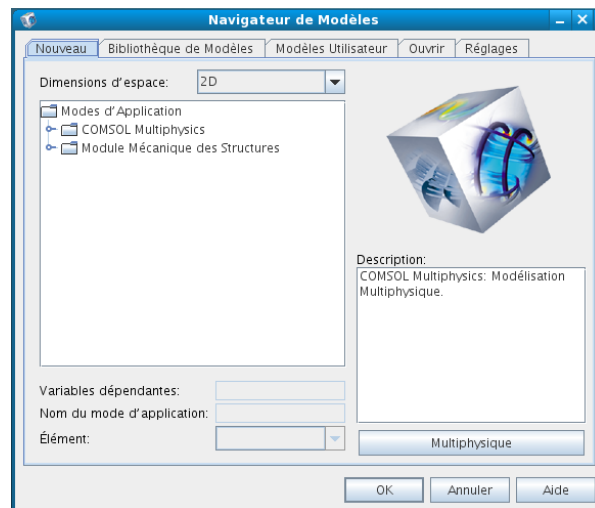 Navigateur de Modèles
Nouveau Bibliothèque de Modèles Modèles Utilisateur Ouvrir Réglages
Dimensions d'espace: 2D
Modes d'Application
COMSOL Multiphysics
Module Mécanique des Structures
Description:
COMSOL Multiphysics: Modélisation
Multiphysique.
Variables dépendantes:
Nom du mode d'application:
Élément:
Multiphysique
OK Annuler Aide